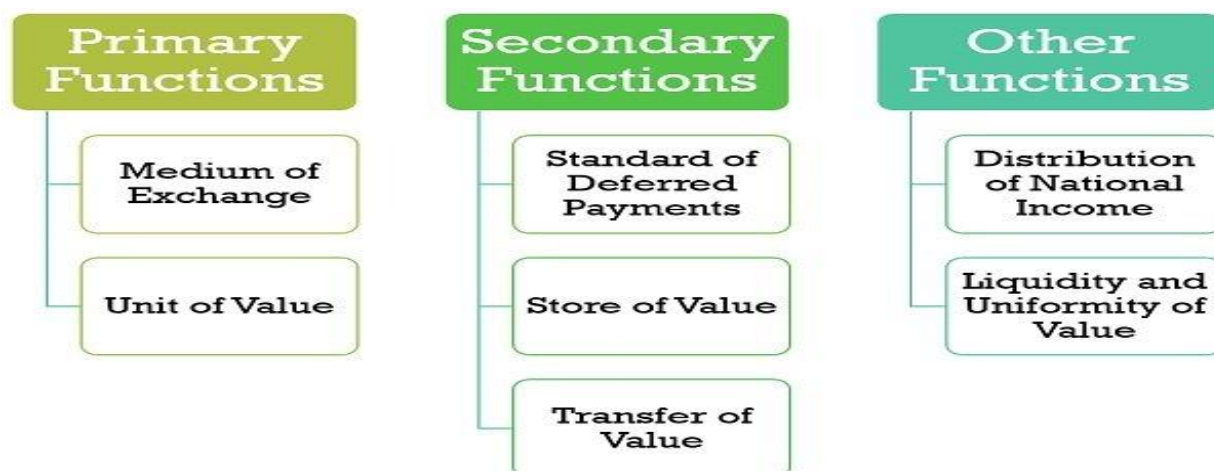 Primary
Functions
Medium of
Exchange
Unit of Value
Secondary
Functions
Standard of
Deferred
Payments
Store of Value
Transfer of
Value
Other
Functions
Distribution
of National
Income
Liquidity and
Uniformity of
Value